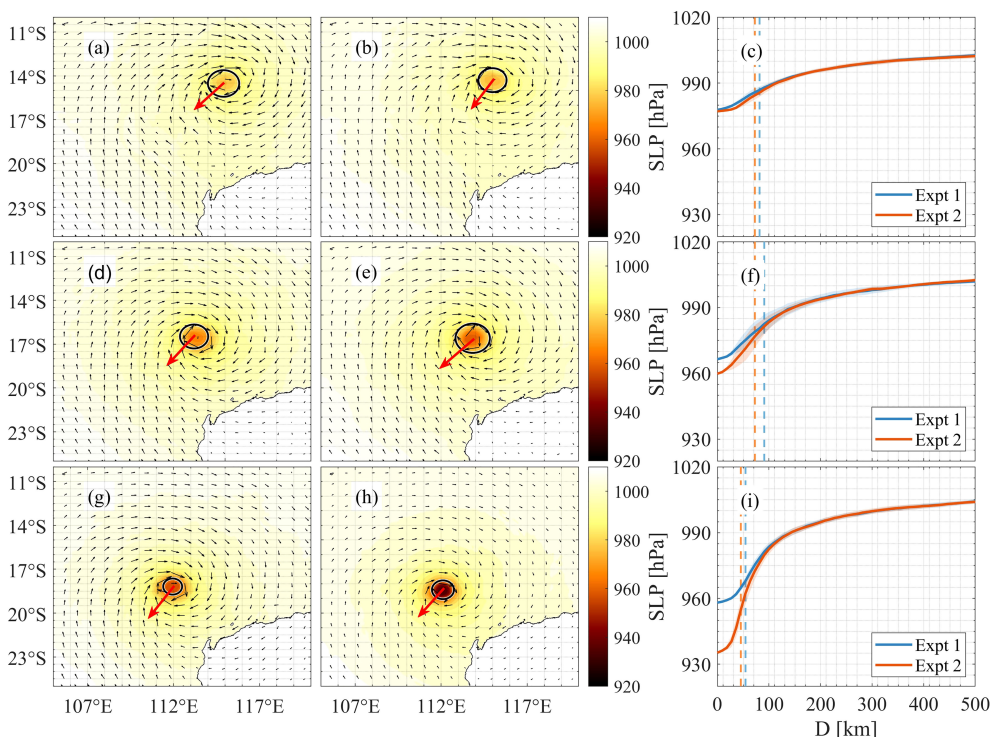 11°S
14°S
17°S
20°S
23°S
(a)
(b)
1000
980
960
940
920
SLP [hPa]
1020
990
960
930
(c)
Expt 1
Expt 2
11°S
14°S
17°S
20°S
23°S
(d)
(e)
1000
980
960
940
920
SLP [hPa]
1020
990
960
930
(f)
Expt 1
Expt 2
11°S
14°S
17°S
20°S
23°S
(g)
(h)
1000
980
960
940
920
SLP [hPa]
1020
990
960
930
(i)
Expt 1
Expt 2
107°E 112°E 117°E
107°E 112°E 117°E
0 100 200 300 400 500
D [km]